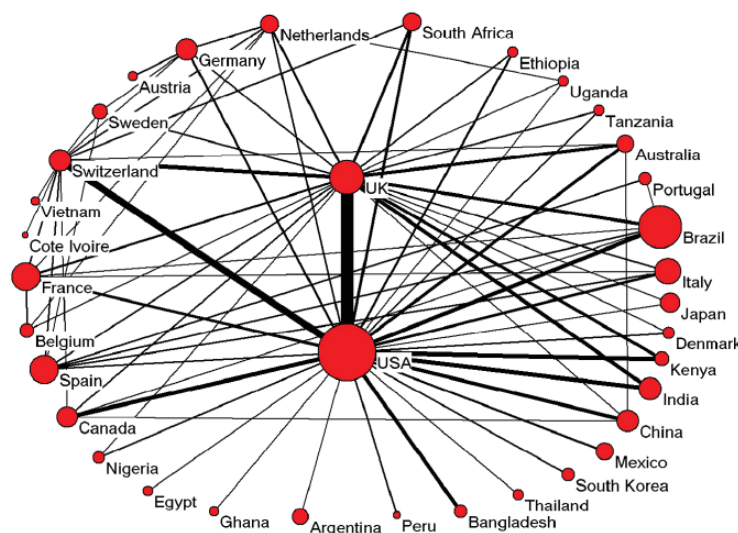 Netherlands
South Africa
Germany
Ethiopia
Austria
Uganda
Sweden
Tanzania
Australia
Switzerland
UK
Portugal
Vietnam
Brazil
Cote Ivoire
France
Italy
Japan
Belgium
Denmark
USA
Kenya
Spain
India
Canada
China
Nigeria
Mexico
Egypt
South Korea
Ghana
Thailand
Argentina
Peru
Bangladesh